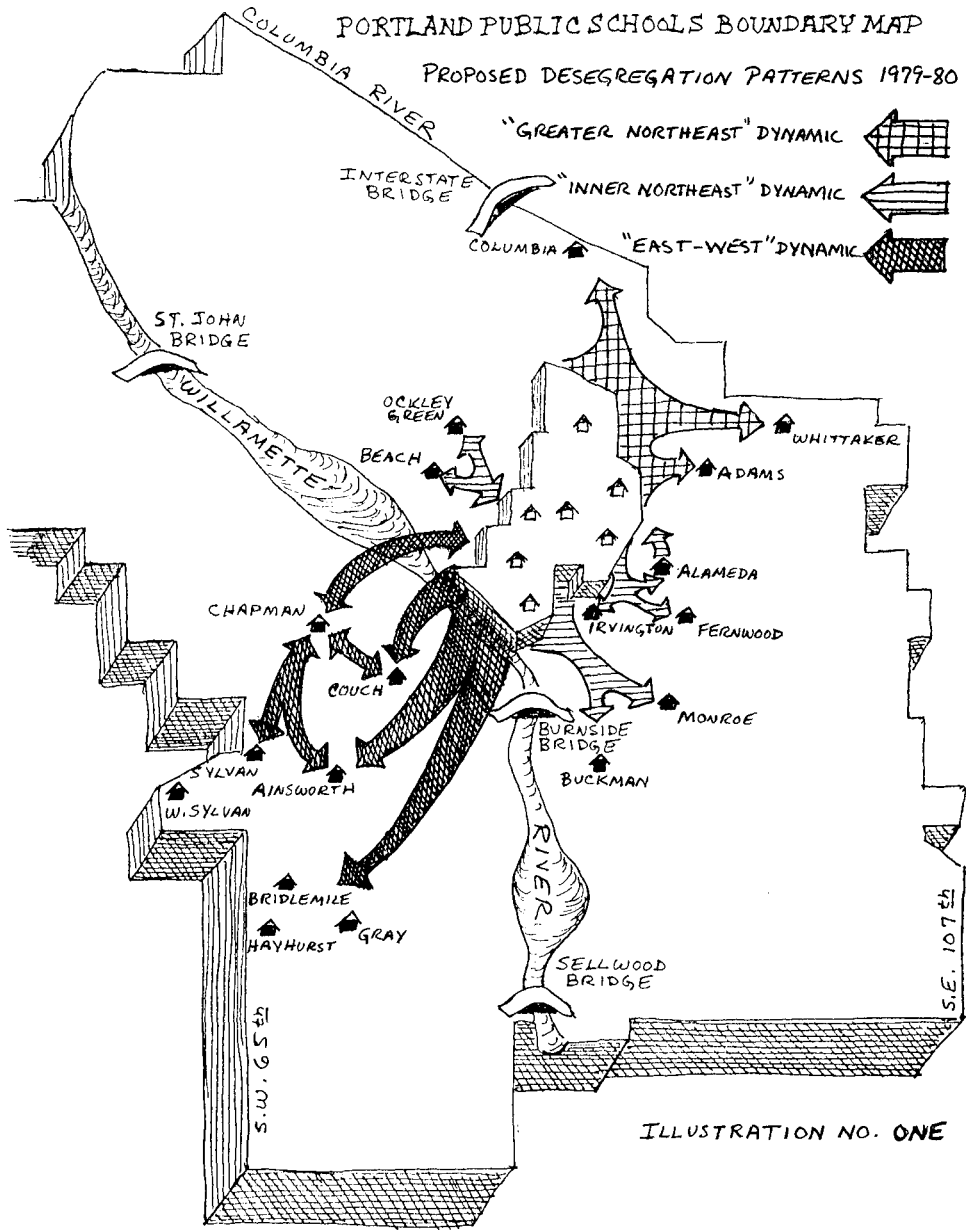 PORTLAND PUBLIC SCHOOLS BOUNDARY MAP
PROPOSED DESEGREGATION PATTERNS 1979-80
COLUMBIA RIVER
"GREATER NORTHEAST" DYNAMIC
INTERSTATE
BRIDGE
"INNER NORTHEAST" DYNAMIC
COLUMBIA
"EAST-WEST" DYNAMIC
ST. JOHN
BRIDGE
WILLAMETTE
OCKLEY
GREEN
BEACH
WHITTAKER
ADAMS
ALAMEDA
CHAPMAN
IRVINGTON
FERNWOOD
COUCH
MONROE
BURNSIDE
BRIDGE
BUCKMAN
SYLVAN
AINSWORTH
W. SYLVAN
RIVER
BRIDLEMILE
HAYHURST
GRAY
SELLWOOD
BRIDGE
S.E. 107th
S.W. 65th
ILLUSTRATION NO. ONE